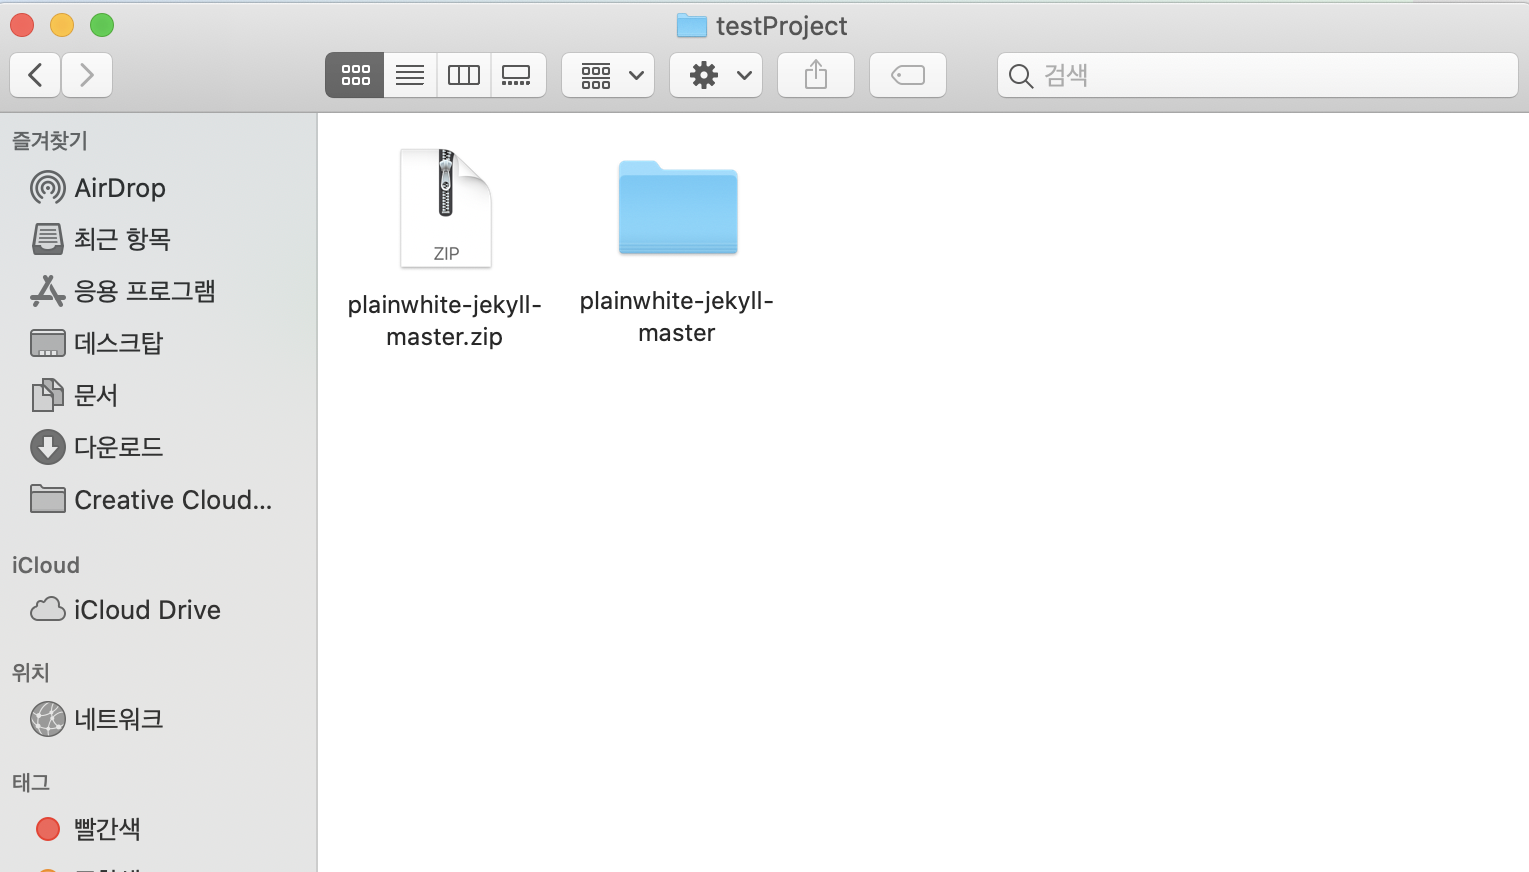 testProject
검색
즐겨찾기
AirDrop
최근 항목
응용 프로그램
데스크탑
문서
다운로드
Creative Cloud...
iCloud
iCloud Drive
위치
네트워크
태그
빨간색
ZIP
plainwhite-jekyll-
master.zip
plainwhite-jekyll-
master